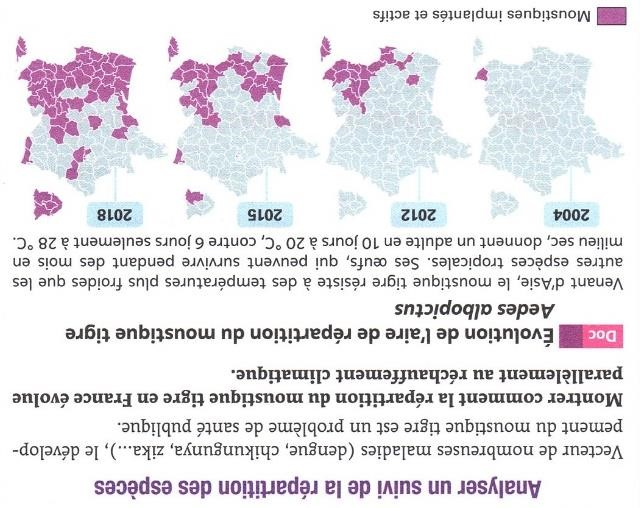 Analyser un suivi de la répartition des espèces
Vecteur de nombreuses maladies (dengue, chikungunya, zika...), le dévelop-
pement du moustique tigre est un problème de santé publique.
Montrer comment la répartition du moustique tigre en France évolue
parallèlement au réchauffement climatique.
Doc Évolution de l'aire de répartition du moustique tigre
Aedes albopictus
Venant d'Asie, le moustique tigre résiste à des températures plus froides que les
autres espèces tropicales. Ses œufs, qui peuvent survivre pendant des mois en
milieu sec, donnent un adulte en 10 jours à 20 °C, contre 6 jours seulement à 28 °C.
2004 2012 2015 2018
Moustiques implantés et actifs